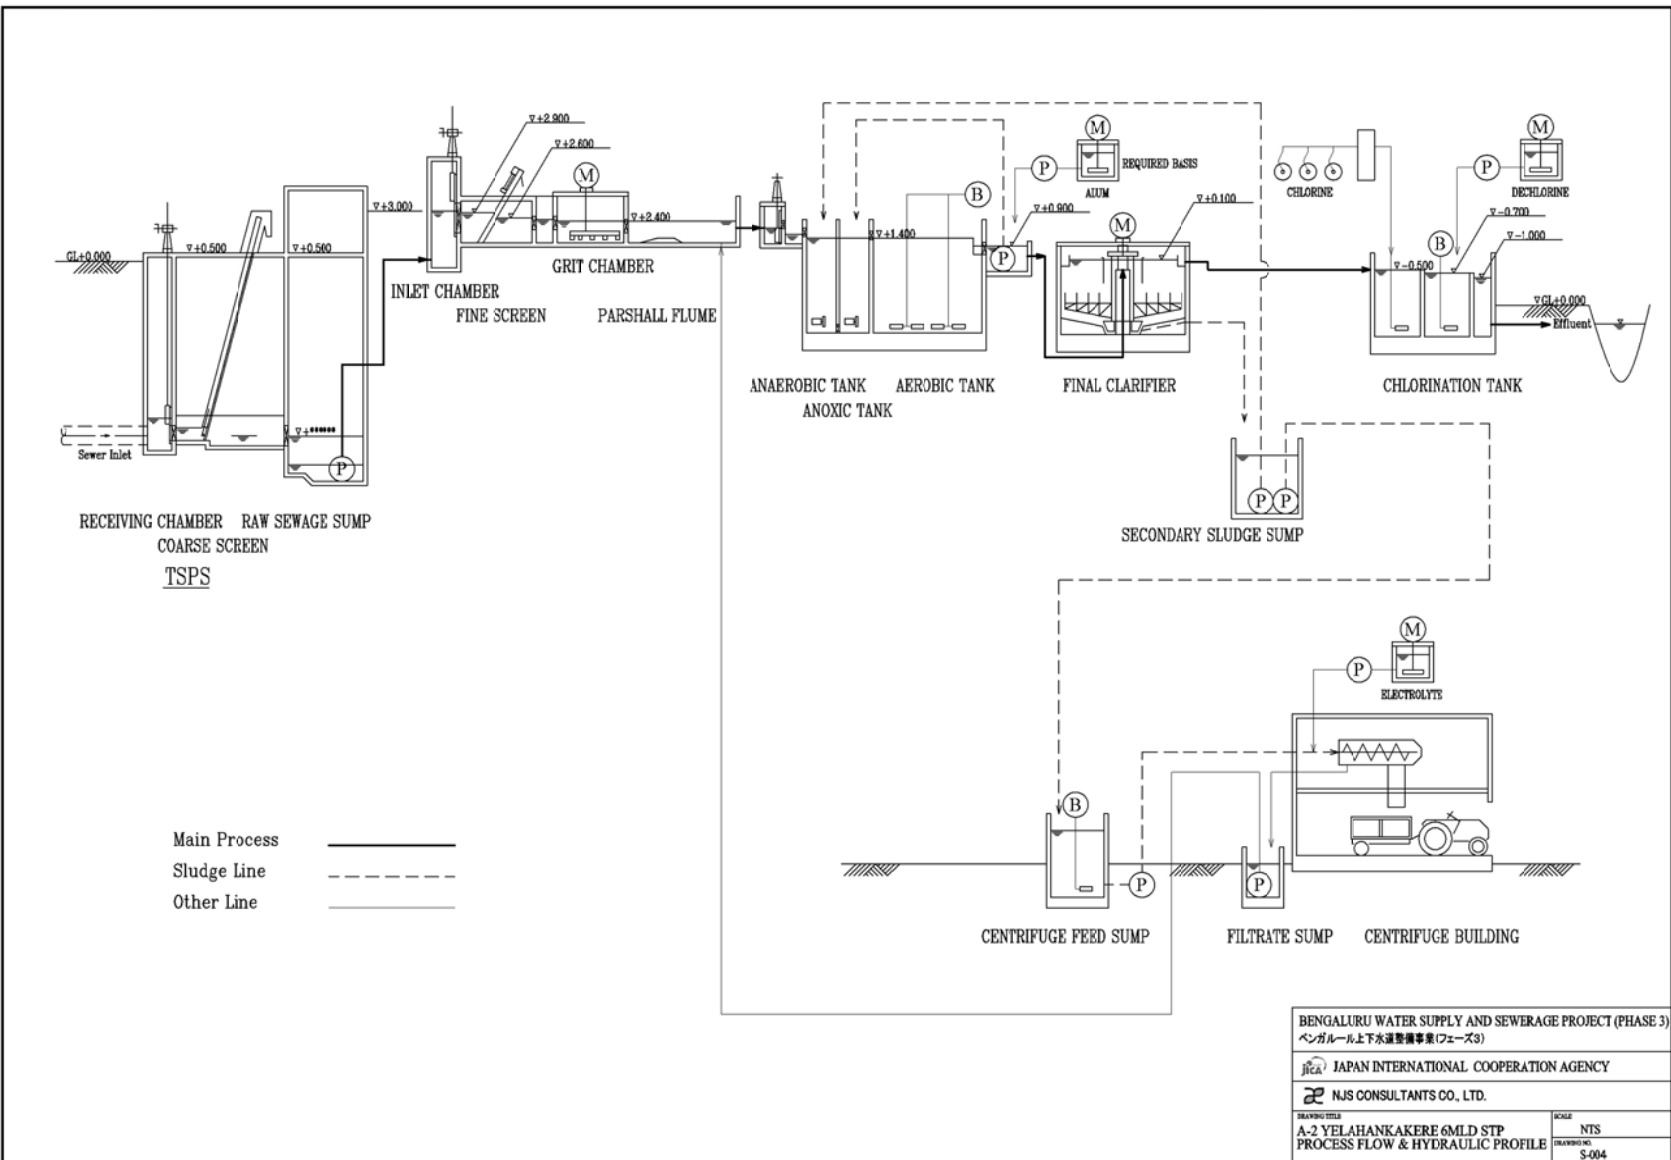 ▽+2.900
▽+2.600
M
▽+3.000
GL+0.000
▽+0.500
▽+0.500
▽+2.400
GRIT CHAMBER
INLET CHAMBER
FINE SCREEN
PARSHALL FLUME
P
Sewer Inlet
RECEIVING CHAMBER
RAW SEWAGE SUMP
COARSE SCREEN
TSPS
M
P
REQUIRED BASIS
B
▽+0.900
▽+1.400
P
M
▽+0.100
ANAEROBIC TANK
AEROBIC TANK
ANOXIC TANK
FINAL CLARIFIER
CHLORINE
M
P
DECHLORINE
▽-0.700
▽-1.000
B
▽-0.500
▽GL+0.000
Effluent
CHLORINATION TANK
P
P
SECONDARY SLUDGE SUMP
M
P
ELECTROLYTE
B
P
P
CENTRIFUGE FEED SUMP
FILTRATE SUMP
CENTRIFUGE BUILDING
Main Process
Sludge Line
Other Line
BENGALURU WATER SUPPLY AND SEWERAGE PROJECT (PHASE 3)
ベンガルール上下水道整備事業(フェーズ3)
JICA JAPAN INTERNATIONAL COOPERATION AGENCY
NJS CONSULTANTS CO., LTD.
DRAWING TITLE
A-2 YELAHANKAKERE 6MLD STP
PROCESS FLOW & HYDRAULIC PROFILE
SCALE
NTS
DRAWING NO.
S-004